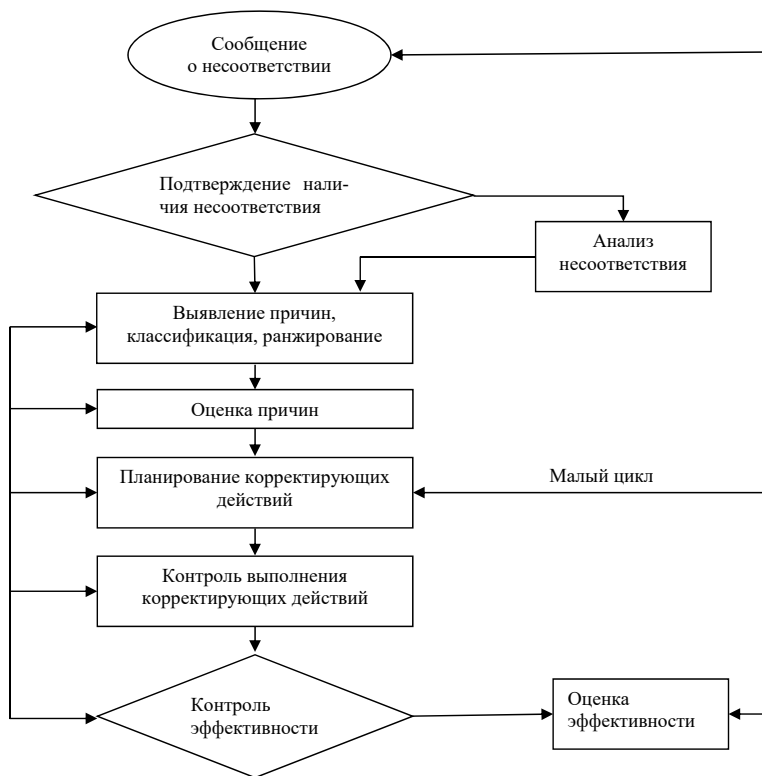 Сообщение
о несоответствии
Подтверждение нали-
чия несоответствия
Анализ
несоответствия
Выявление причин,
классификация, ранжирование
Оценка причин
Планирование корректирующих
действий
Малый цикл
Контроль выполнения
корректирующих действий
Контроль
эффективности
Оценка
эффективности